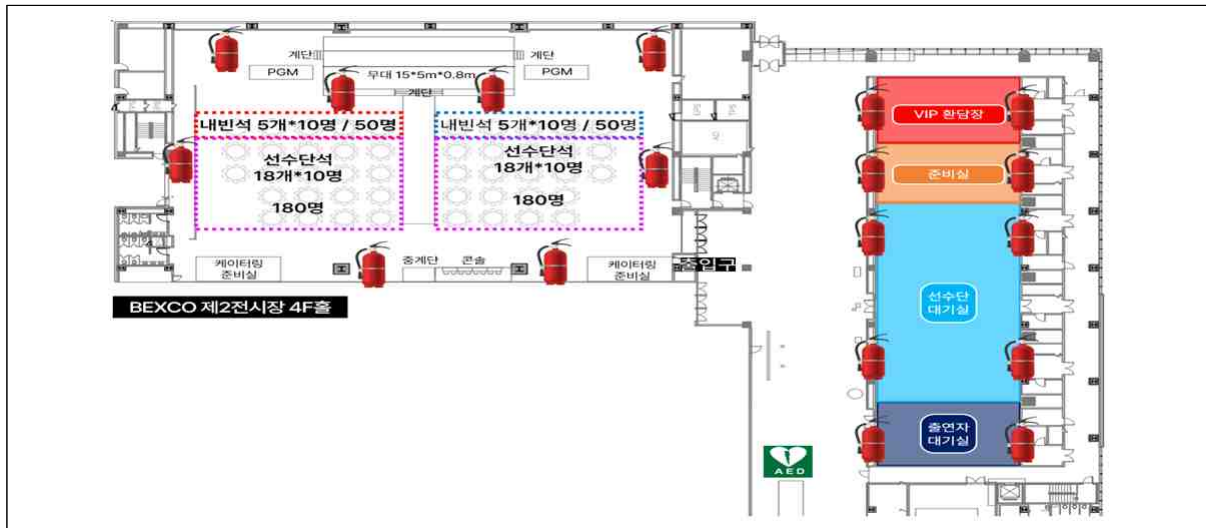 계단
계단
PGM
무대 15*5m*0.8m
PGM
계단
내빈석 5개*10명 / 50명
내빈석 5개*10명 / 50명
선수단석
18개*10명
180명
선수단석
18개*10명
180명
케이터링
준비실
중계단
콘솔
케이터링
준비실
출입구
BEXCO 제2전시장 4F홀
VIP 환담장
준비실
선수단
대기실
출연자
대기실
AED